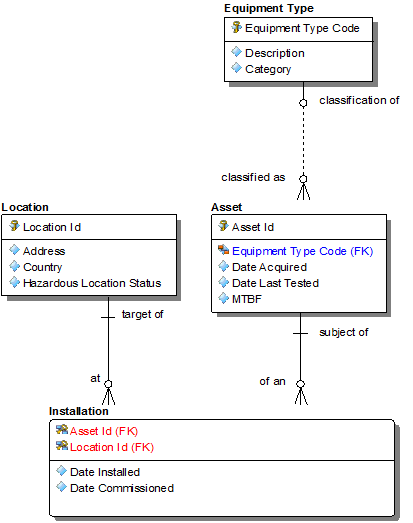 Equipment Type
Equipment Type Code
Description
Category
classification of
classified as
Location
Location Id
Address
Country
Hazardous Location Status
Asset
Asset Id
Equipment Type Code (FK)
Date Acquired
Date Last Tested
MTBF
target of
subject of
at
of an
Installation
Asset Id (FK)
Location Id (FK)
Date Installed
Date Commissioned